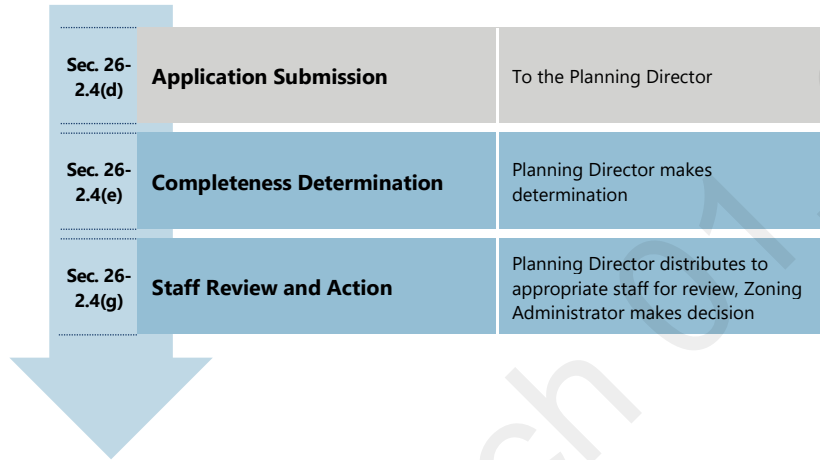 Sec. 26-
2.4(d)
Application Submission
To the Planning Director
Sec. 26-
2.4(e)
Completeness Determination
Planning Director makes
determination
Sec. 26-
2.4(g)
Staff Review and Action
Planning Director distributes to
appropriate staff for review, Zoning
Administrator makes decision